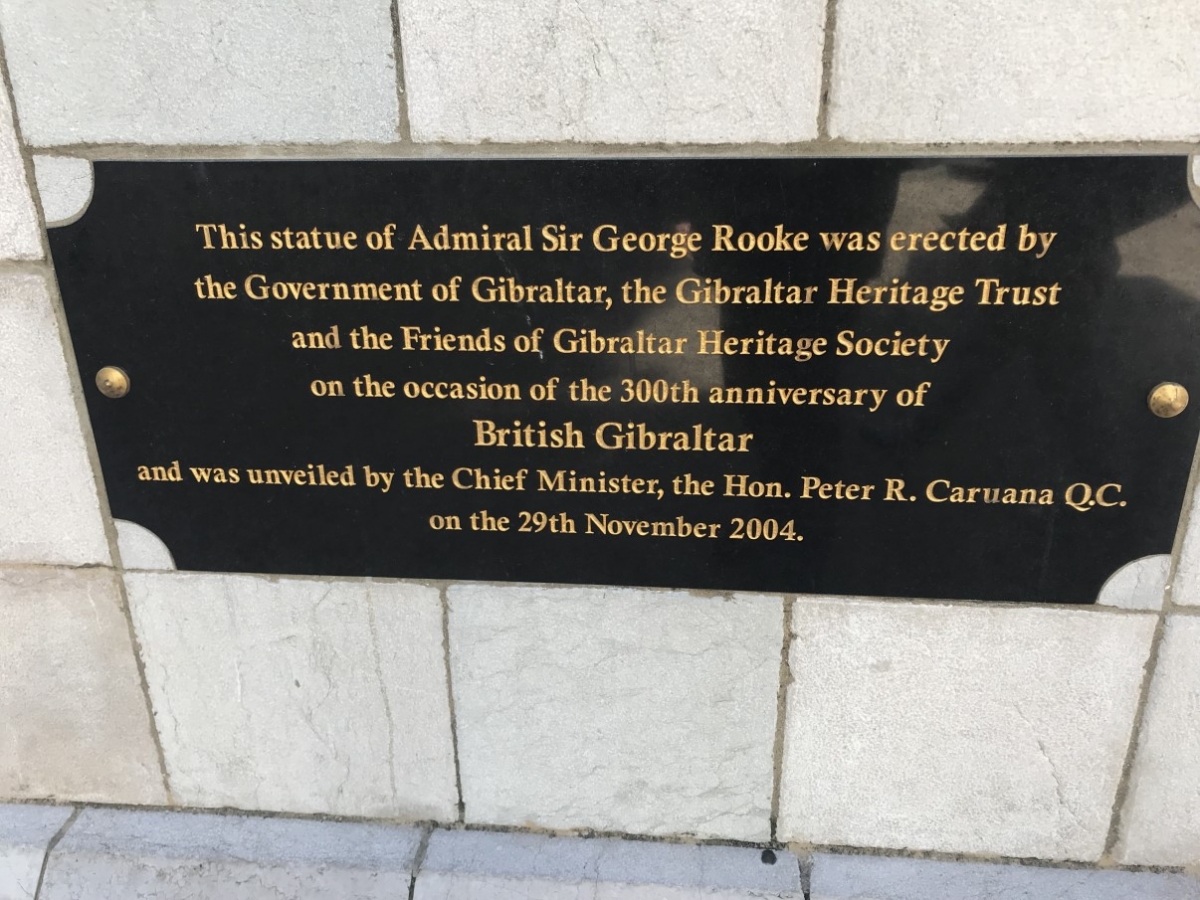 This statue of Admiral Sir George Rooke was erected by
the Government of Gibraltar, the Gibraltar Heritage Trust
and the Friends of Gibraltar Heritage Society
on the occasion of the 300th anniversary of
British Gibraltar
and was unveiled by the Chief Minister, the Hon. Peter R. Caruana Q.C.
on the 29th November 2004.